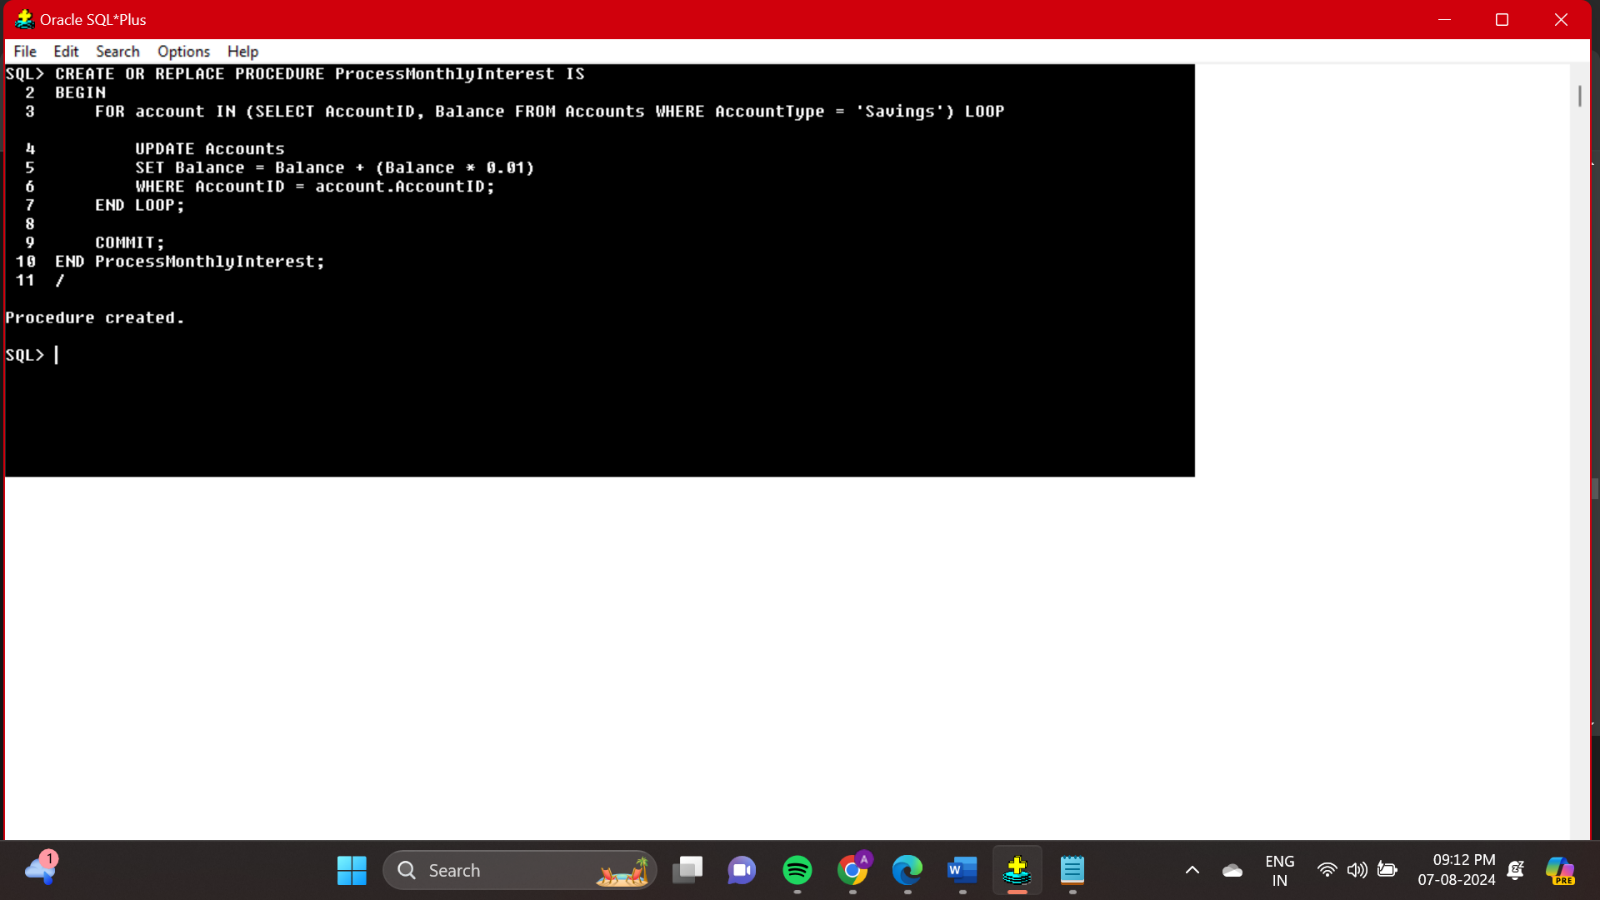 Oracle SQL*Plus
File Edit Search Options Help
SQL> CREATE OR REPLACE PROCEDURE ProcessMonthlyInterest IS
2 BEGIN
3 FOR account IN (SELECT AccountID, Balance FROM Accounts WHERE AccountType = 'Savings') LOOP
4 UPDATE Accounts
5 SET Balance = Balance + (Balance * 0.01)
6 WHERE AccountID = account.AccountID;
7 END LOOP;
8
9 COMMIT;
10 END ProcessMonthlyInterest;
11 /
Procedure created.
SQL>
1
Search
A
W
ENG
IN
09:12 PM
07-08-2024
PRE